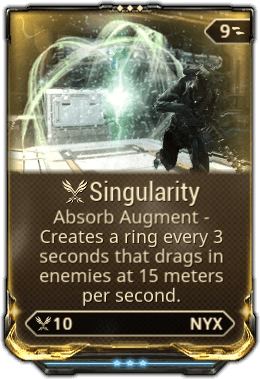 9
Singularity
Absorb Augment -
Creates a ring every 3
seconds that drags in
enemies at 15 meters
per second.
10 NYX